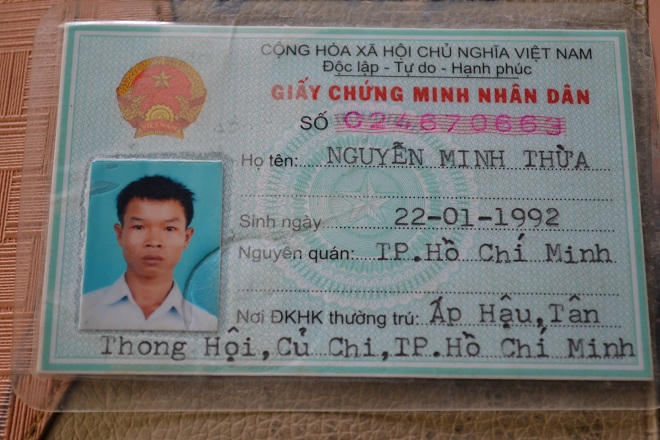 CỘNG HÒA XÃ HỘI CHỦ NGHĨA VIỆT NAM
Độc lập - Tự do - Hạnh phúc
GIẤY CHỨNG MINH NHÂN DÂN
SỐ 024670663
VIETNAM
Họ tên: NGUYỄN MINH THỪA
Sinh ngày 22-01-1992
Nguyên quán: TP.Hồ Chí Minh
Nơi ĐKHK thường trú: Ấp Hậu,Tân
Thong Hội,Củ Chi,TP.Hồ Chí Minh